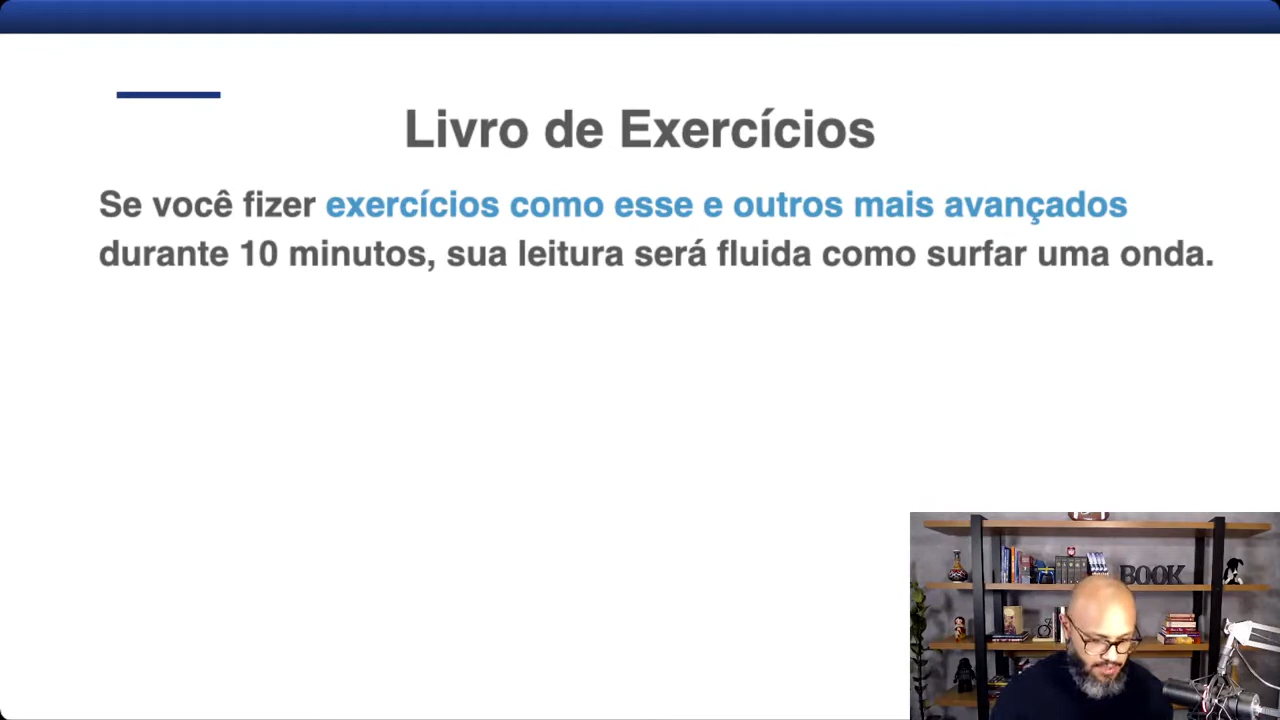 Livro de Exercícios
Se você fizer exercícios como esse e outros mais avançados
durante 10 minutos, sua leitura será fluida como surfar uma onda.
BOOK